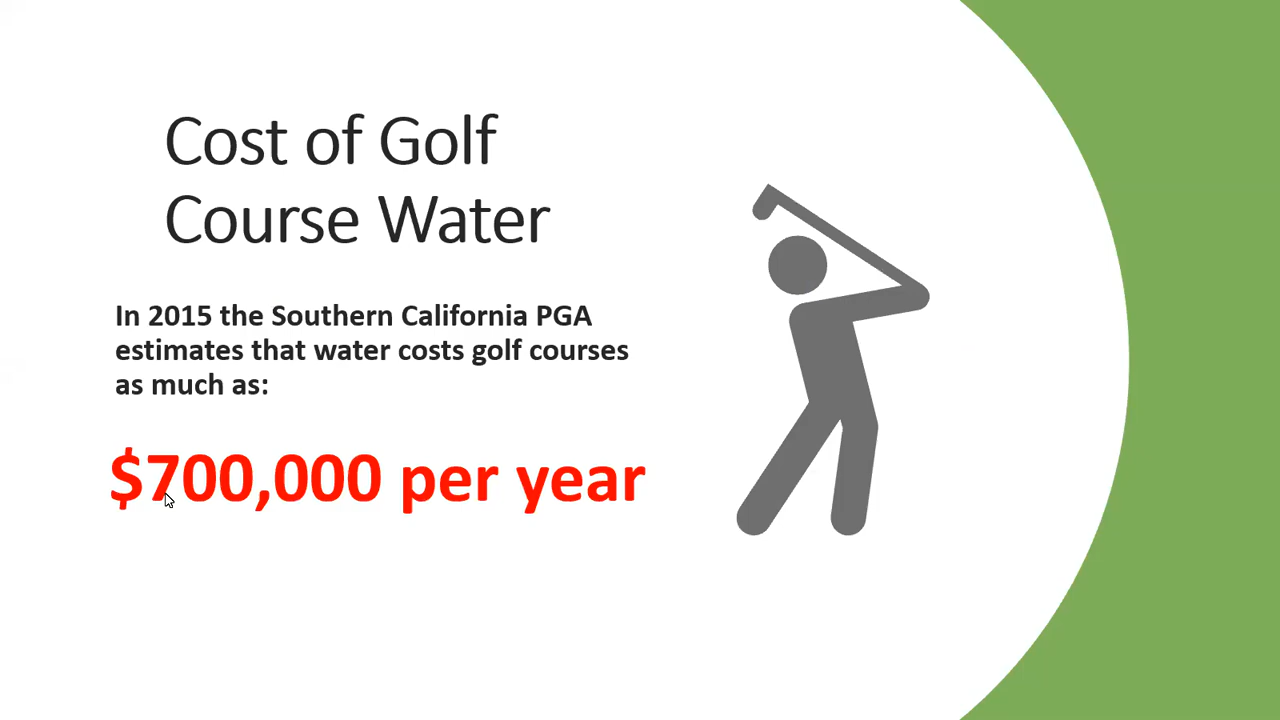 Cost of Golf
Course Water
In 2015 the Southern California PGA
estimates that water costs golf courses
as much as:
$700,000 per year